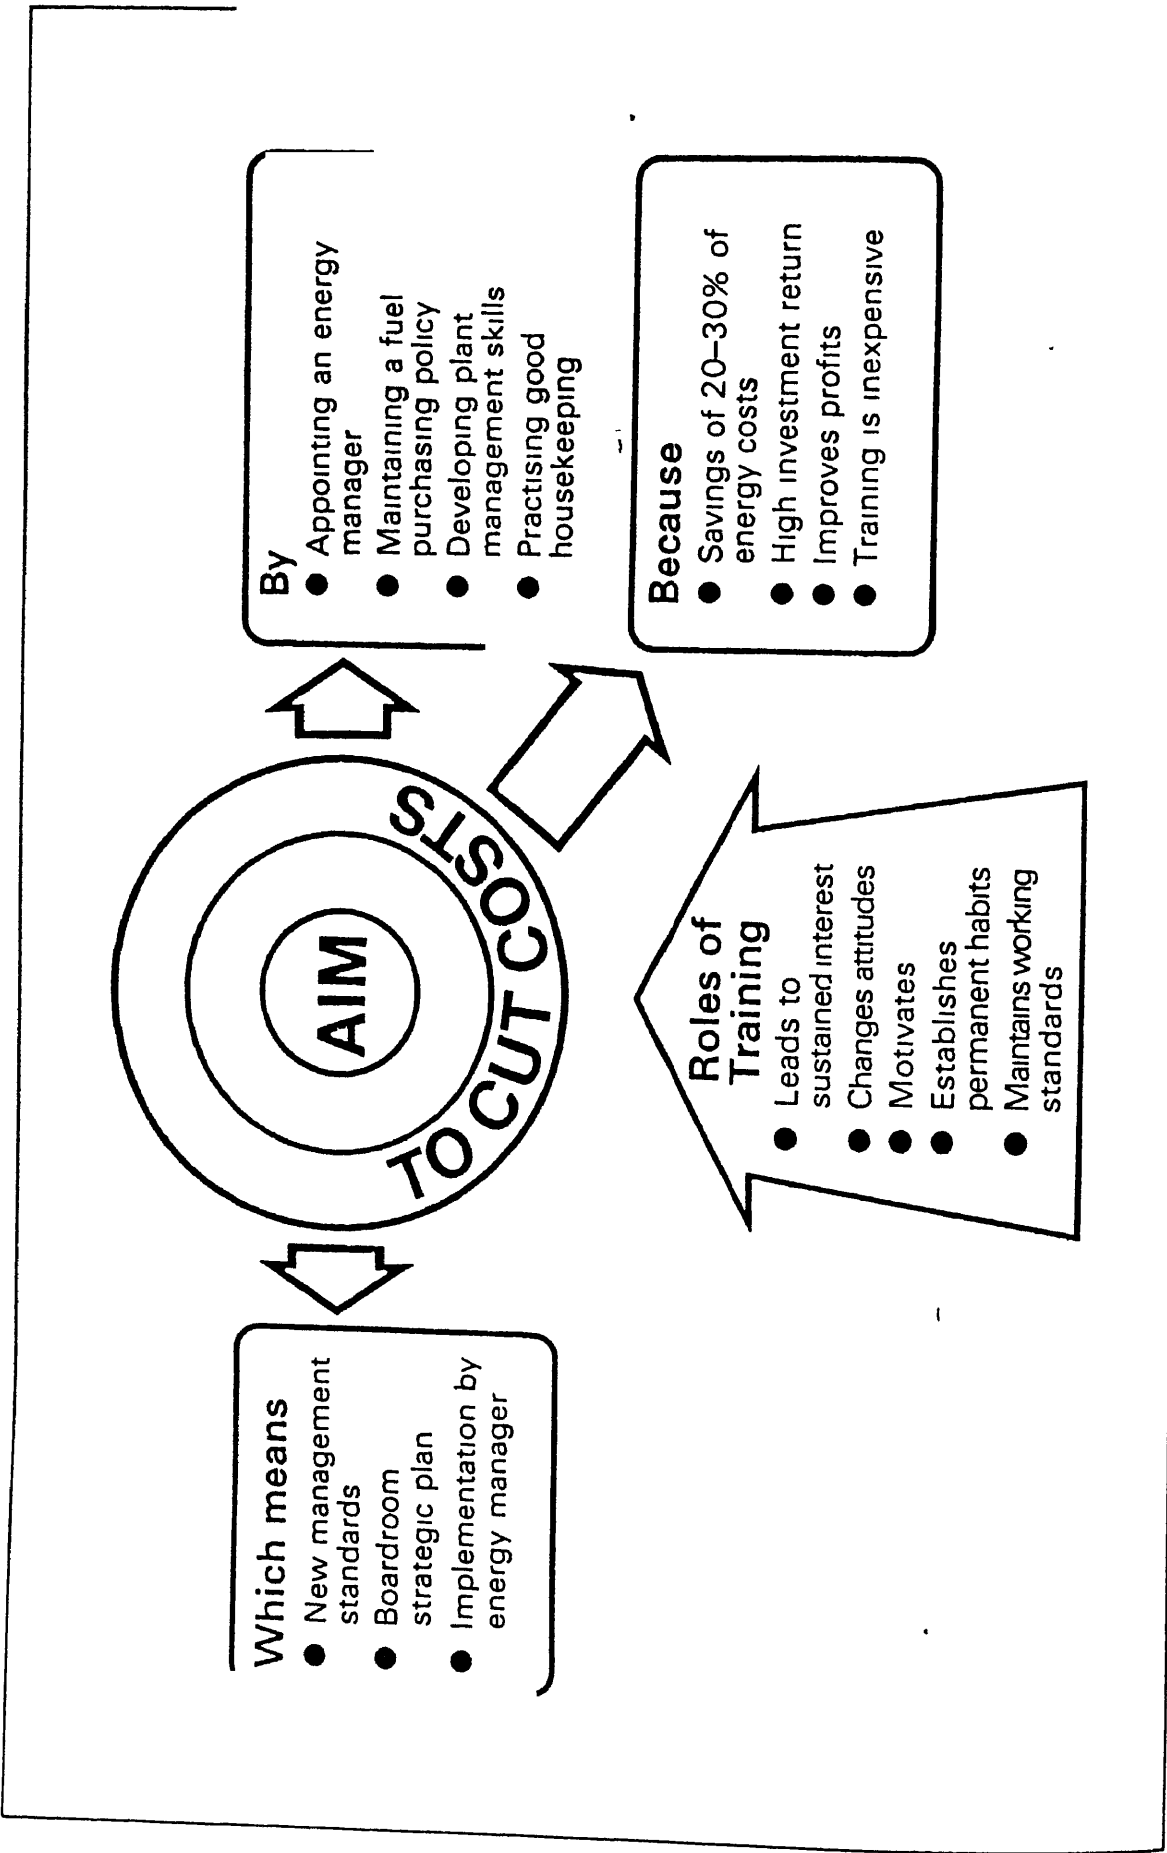 AIM
TO CUT COSTS
Which means
● New management
standards
● Boardroom
strategic plan
● Implementation by
energy manager
By
● Appointing an energy
manager
● Maintaining a fuel
purchasing policy
● Developing plant
management skills
● Practising good
housekeeping
Because
● Savings of 20–30% of
energy costs
● High investment return
● Improves profits
● Training is inexpensive
Roles of
Training
● Leads to
sustained interest
● Changes attitudes
● Motivates
● Establishes
permanent habits
● Maintains working
standards